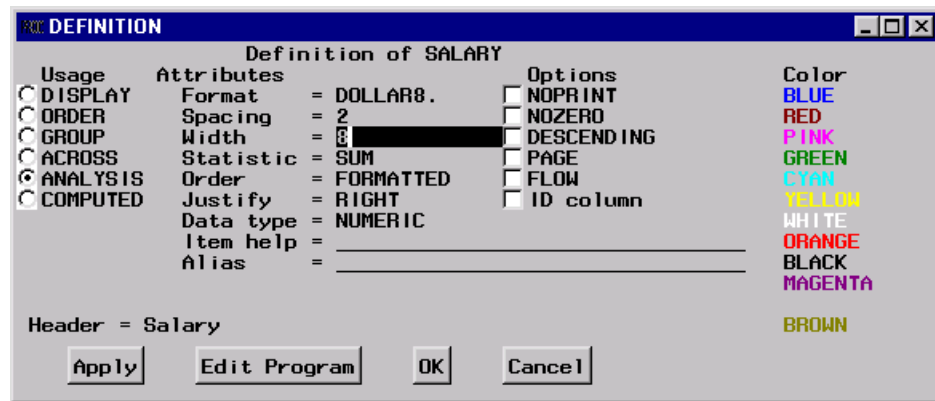 DEFINITION
Definition of SALARY
Usage Attributes Options Color
DISPLAY Format = DOLLAR8. NOPRINT BLUE
ORDER Spacing = 2 NOZERO RED
GROUP Width = 8 DESCENDING PINK
ACROSS Statistic = SUM PAGE GREEN
ANALYSIS Order = FORMATTED FLOW CYAN
COMPUTED Justify = RIGHT ID column YELLOW
Data type = NUMERIC WHITE
Item help = ORANGE
Alias = BLACK
MAGENTA
Header = Salary BROWN
Apply Edit Program OK Cancel